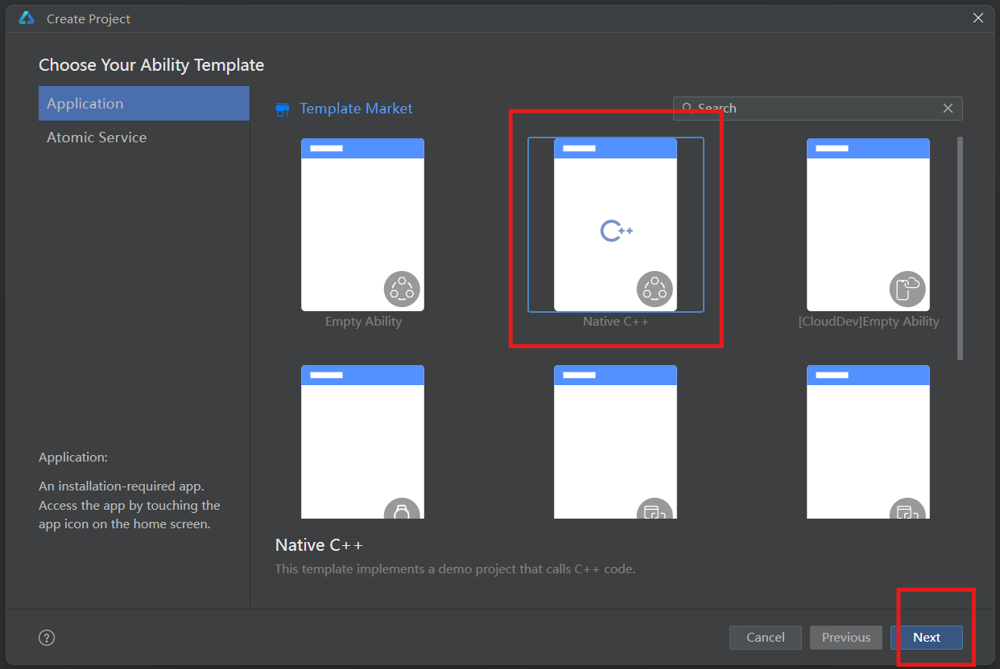 Create Project
Choose Your Ability Template
Application
Atomic Service
Template Market
Search
C++
Empty Ability
Native C++
[CloudDev]Empty Ability
Application:
An installation-required app.
Access the app by touching the
app icon on the home screen.
Native C++
This template implements a demo project that calls C++ code.
?
Cancel
Previous
Next